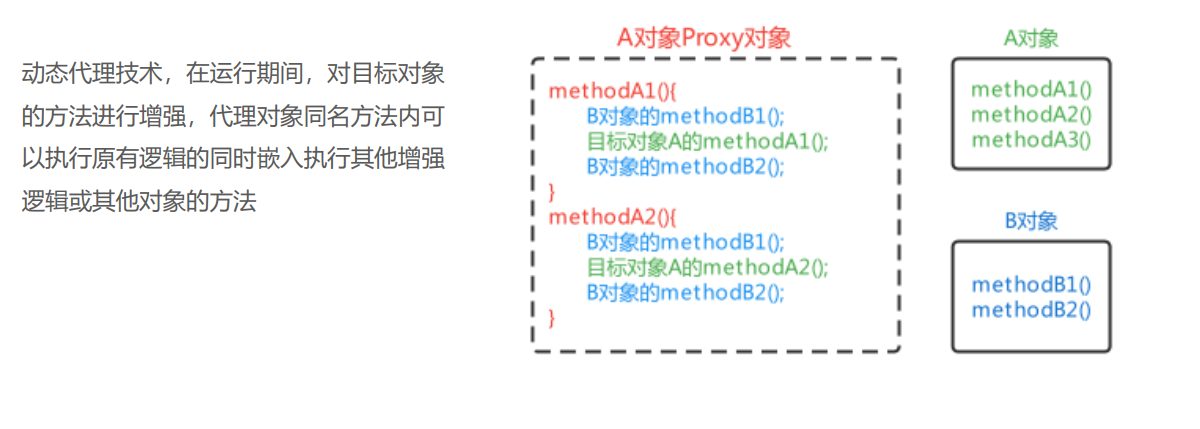 动态代理技术，在运行期间，对目标对象
的方法进行增强，代理对象同名方法内可
以执行原有逻辑的同时嵌入执行其他增强
逻辑或其他对象的方法
A对象Proxy对象
methodA1(){
B对象的methodB1();
目标对象A的methodA1();
B对象的methodB2();
}
methodA2(){
B对象的methodB1();
目标对象A的methodA2();
B对象的methodB2();
}
A对象
methodA1()
methodA2()
methodA3()
B对象
methodB1()
methodB2()